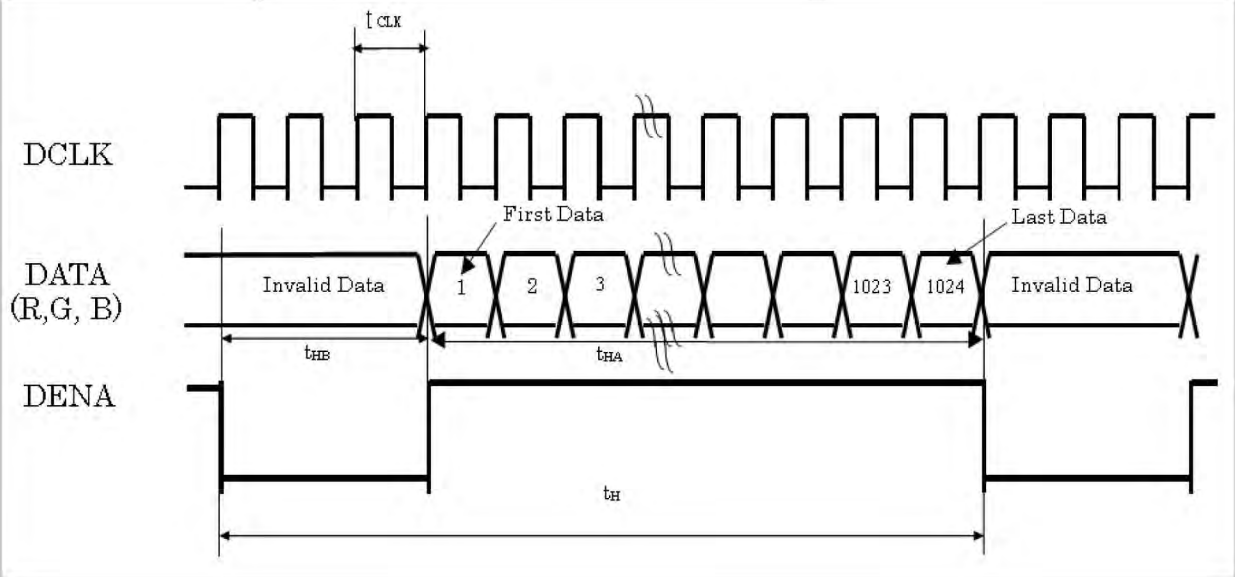 t CLK
DCLK
First Data
Last Data
DATA
(R,G, B)
Invalid Data
1
2
3
1023
1024
Invalid Data
tHB
tHA
DENA
tH